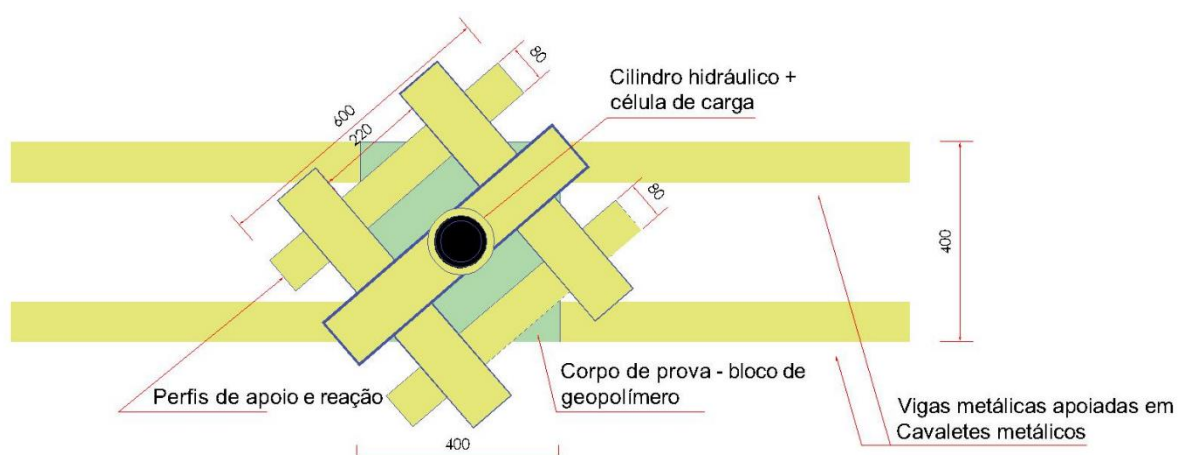 80
600
220
Cilindro hidráulico +
célula de carga
80
400
Perfis de apoio e reação
Corpo de prova - bloco de
geopolímero
Vigas metálicas apoiadas em
Cavaletes metálicos
400